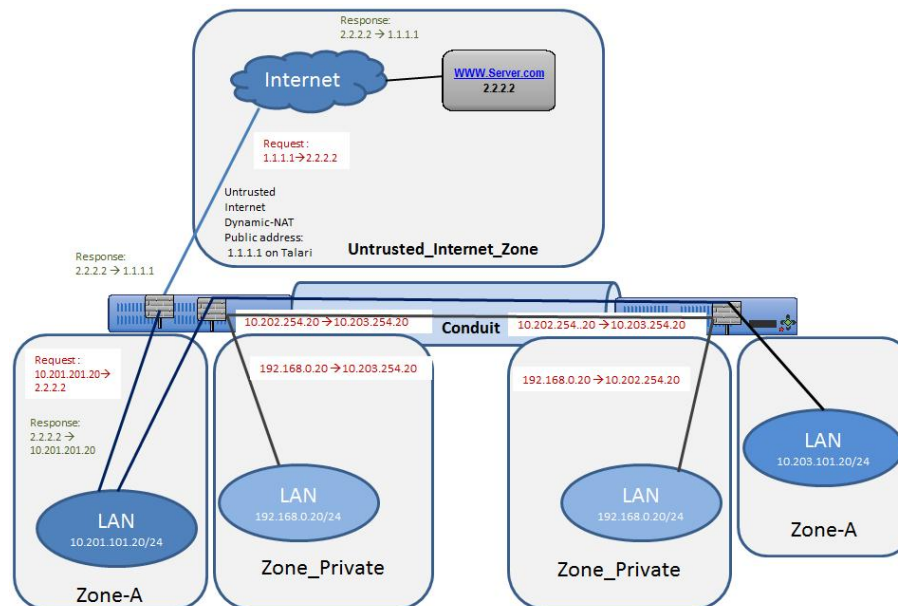 Response:
2.2.2.2 → 1.1.1.1
Internet
WWW.Server.com
2.2.2.2
Request :
1.1.1.1→2.2.2.2
Untrusted
Internet
Dynamic-NAT
Public address:
1.1.1.1 on Talari
Untrusted_Internet_Zone
Response:
2.2.2.2 → 1.1.1.1
10.202.254.20 →10.203.254.20
Conduit
10.202.254..20 →10.203.254.20
Request :
10.201.201.20→
2.2.2.2
192.168.0.20 →10.203.254.20
192.168.0.20 →10.202.254.20
Response:
2.2.2.2 →
10.201.201.20
LAN
10.201.101.20/24
Zone-A
LAN
192.168.0.20/24
Zone_Private
LAN
192.168.0.20/24
Zone_Private
LAN
10.203.101.20/24
Zone-A